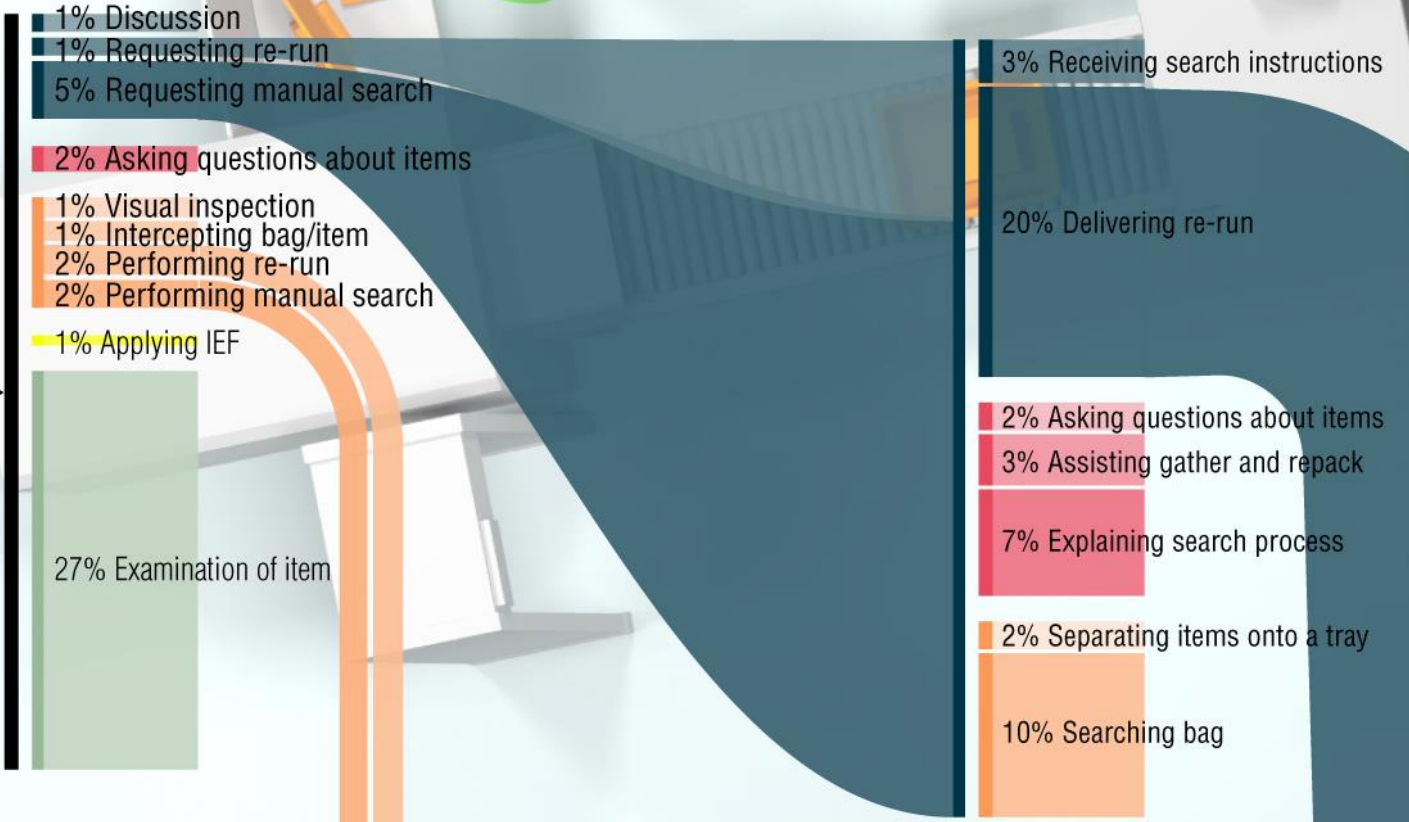 1% Discussion
1% Requesting re-run
5% Requesting manual search
2% Asking questions about items
1% Visual inspection
1% Intercepting bag/item
2% Performing re-run
2% Performing manual search
1% Applying IEF
27% Examination of item
3% Receiving search instructions
20% Delivering re-run
2% Asking questions about items
3% Assisting gather and repack
7% Explaining search process
2% Separating items onto a tray
10% Searching bag